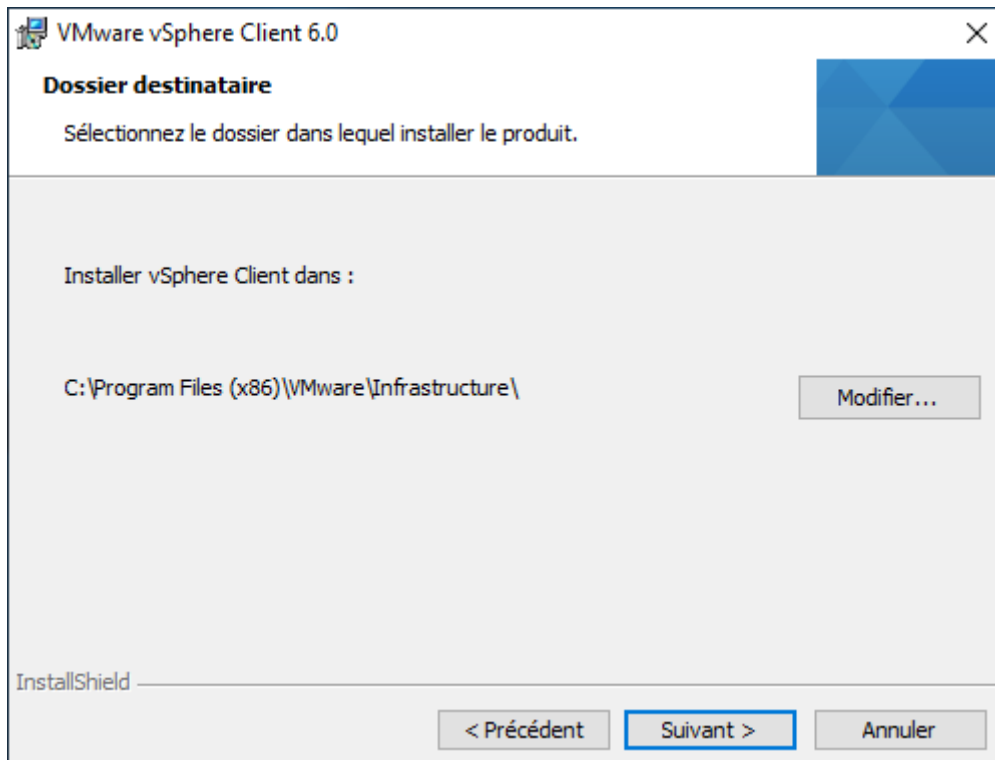 VMware vSphere Client 6.0
Dossier destinataire
Sélectionnez le dossier dans lequel installer le produit.
Installer vSphere Client dans :
C:\Program Files (x86)\VMware\Infrastructure\
Modifier...
InstallShield
< Précédent
Suivant >
Annuler